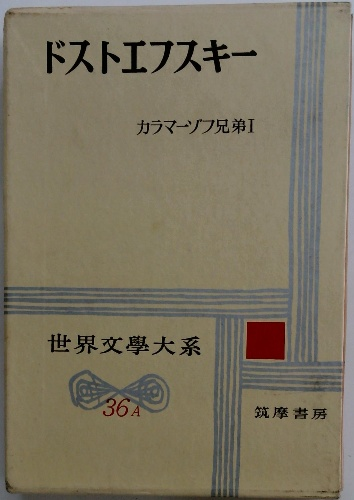 ドストエフスキー
カラマーゾフ兄弟I
世界文學大系
36A
筑摩書房